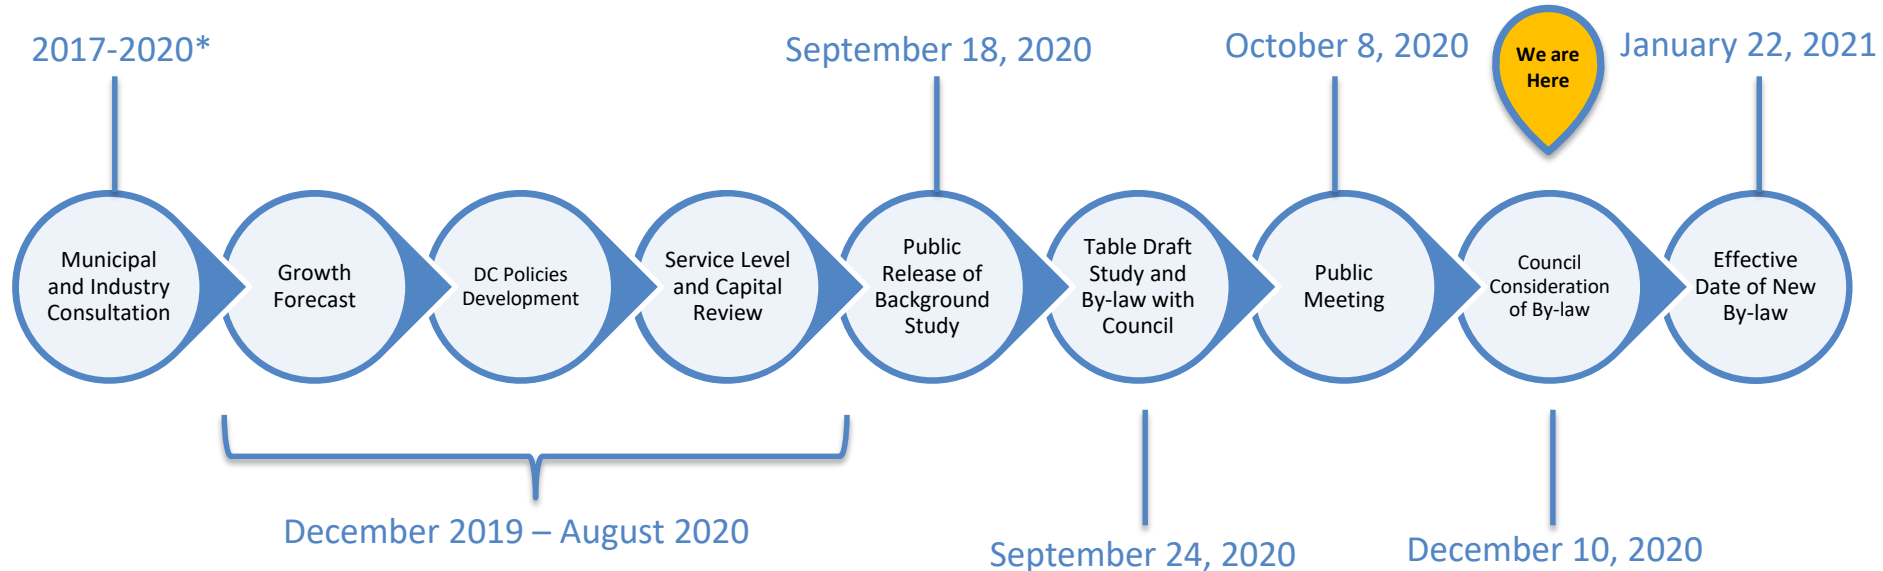 2017-2020*
September 18, 2020
October 8, 2020
We are
Here
January 22, 2021
Municipal
and Industry
Consultation
Growth
Forecast
DC Policies
Development
Service Level
and Capital
Review
Public
Release of
Background
Study
Table Draft
Study and
By-law with
Council
Public
Meeting
Council
Consideration
of By-law
Effective
Date of New
By-law
December 2019 – August 2020
September 24, 2020
December 10, 2020